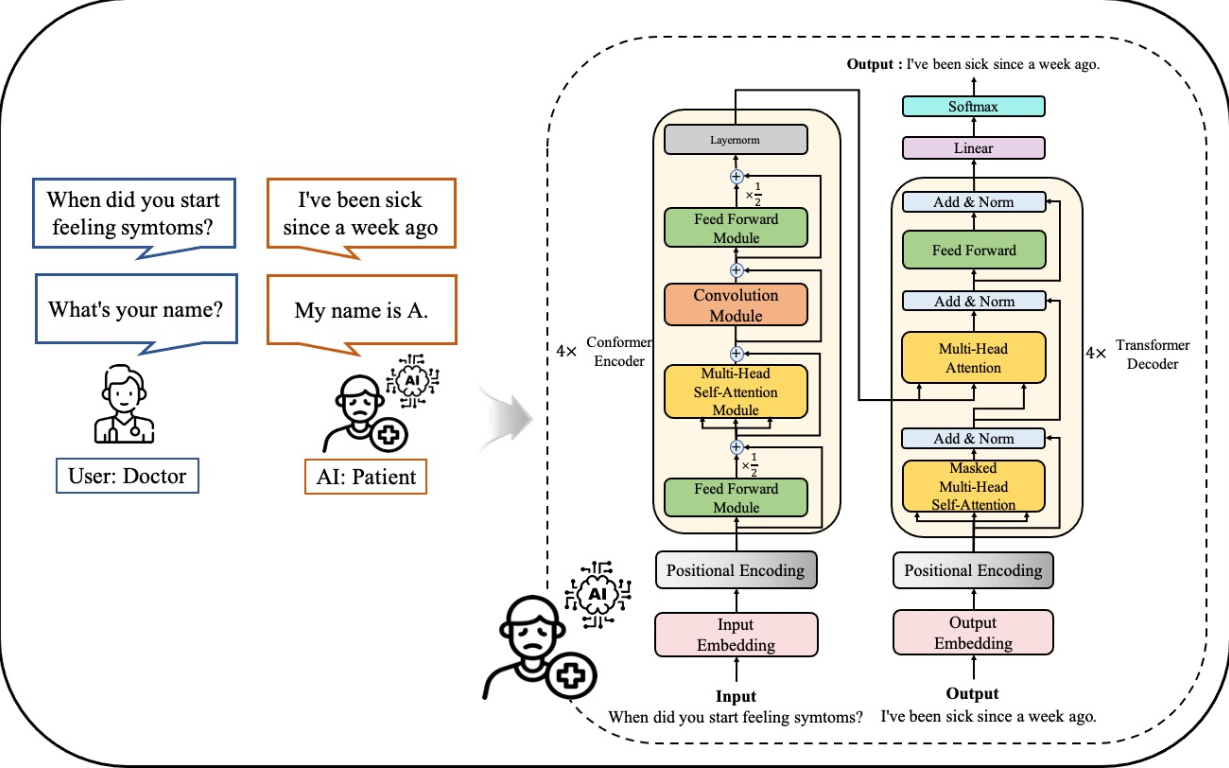 When did you start
feeling symtoms?
I've been sick
since a week ago
What's your name?
My name is A.
AI
User: Doctor
AI: Patient
Output : I've been sick since a week ago.
4×
Conformer
Encoder
Layernorm
+
×1/2
Feed Forward
Module
+
Convolution
Module
+
Multi-Head
Self-Attention
Module
+
×1/2
Feed Forward
Module
Positional Encoding
Input
Embedding
Input
When did you start feeling symtoms?
AI
Softmax
Linear
Add & Norm
Feed Forward
Add & Norm
Multi-Head
Attention
Add & Norm
Masked
Multi-Head
Self-Attention
4×
Transformer
Decoder
Positional Encoding
Output
Embedding
Output
I've been sick since a week ago.